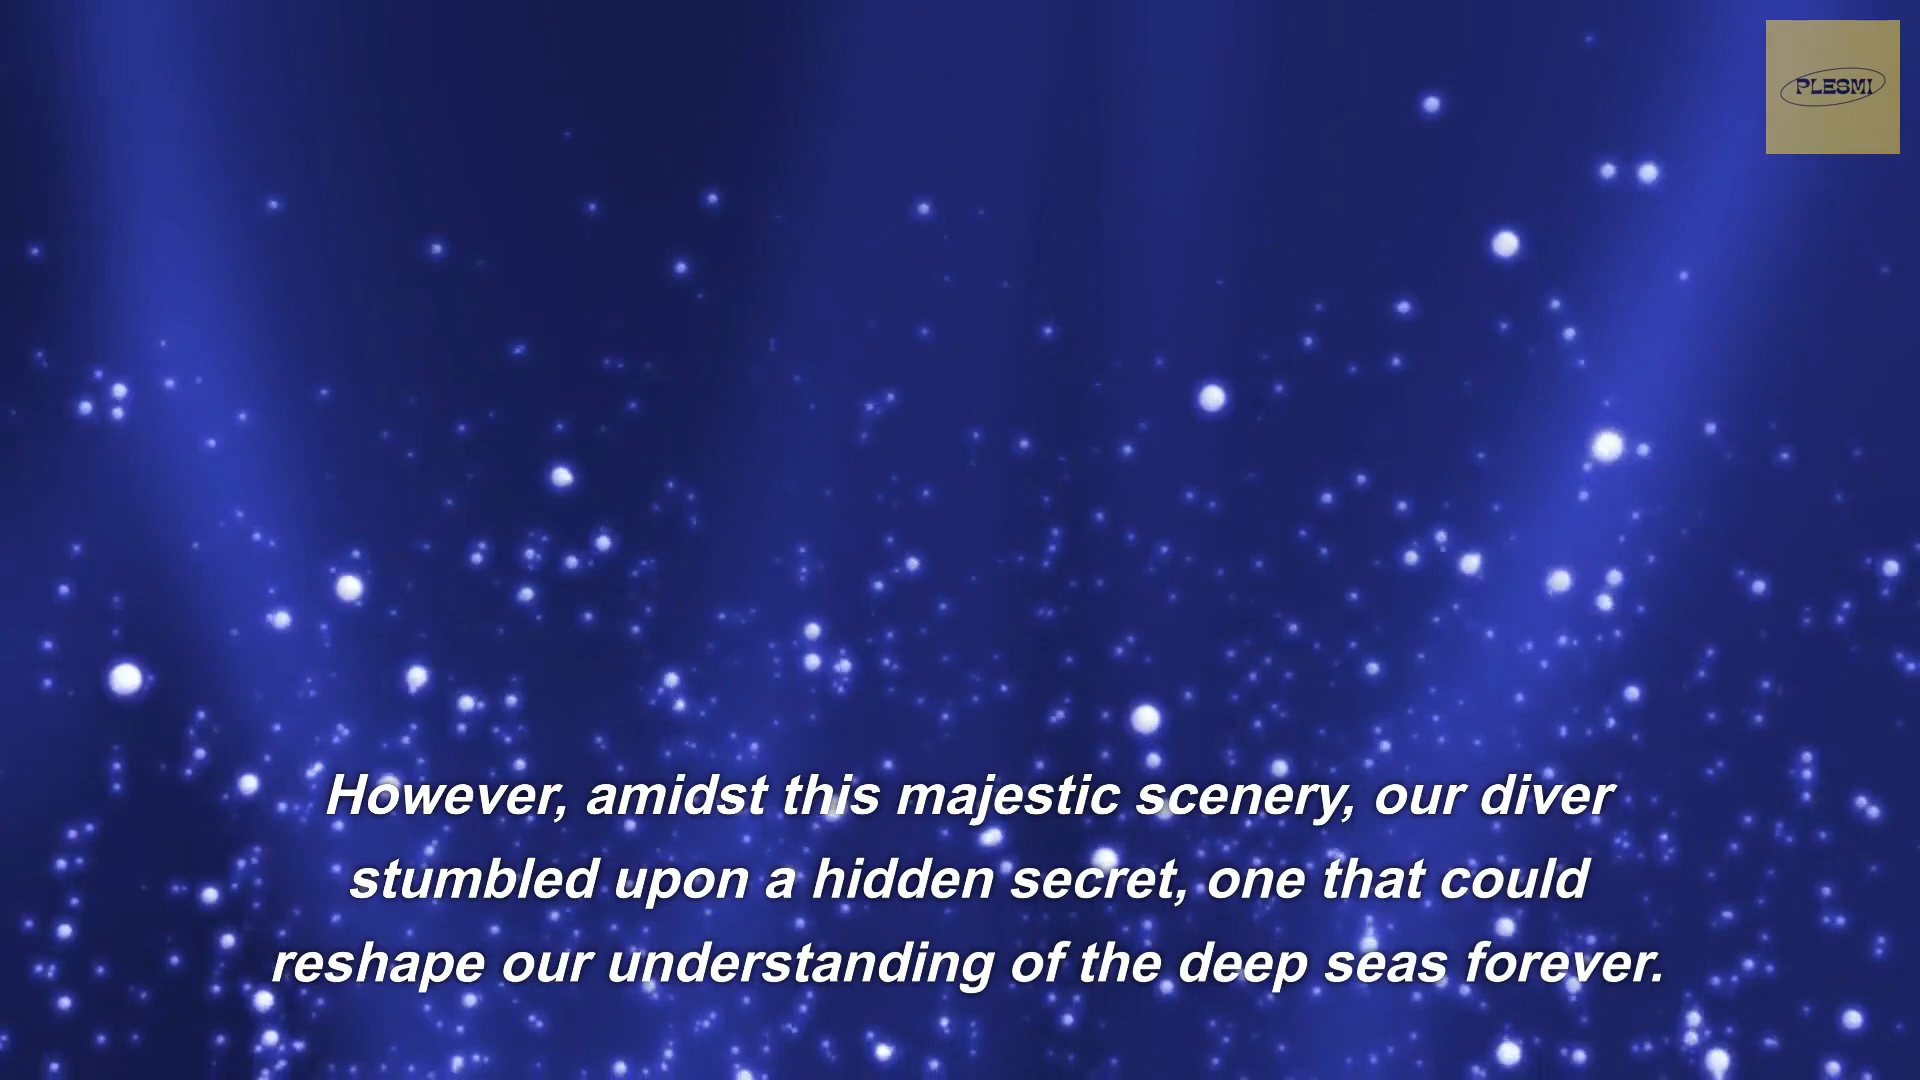 PLESMI
However, amidst this majestic scenery, our diver
stumbled upon a hidden secret, one that could
reshape our understanding of the deep seas forever.